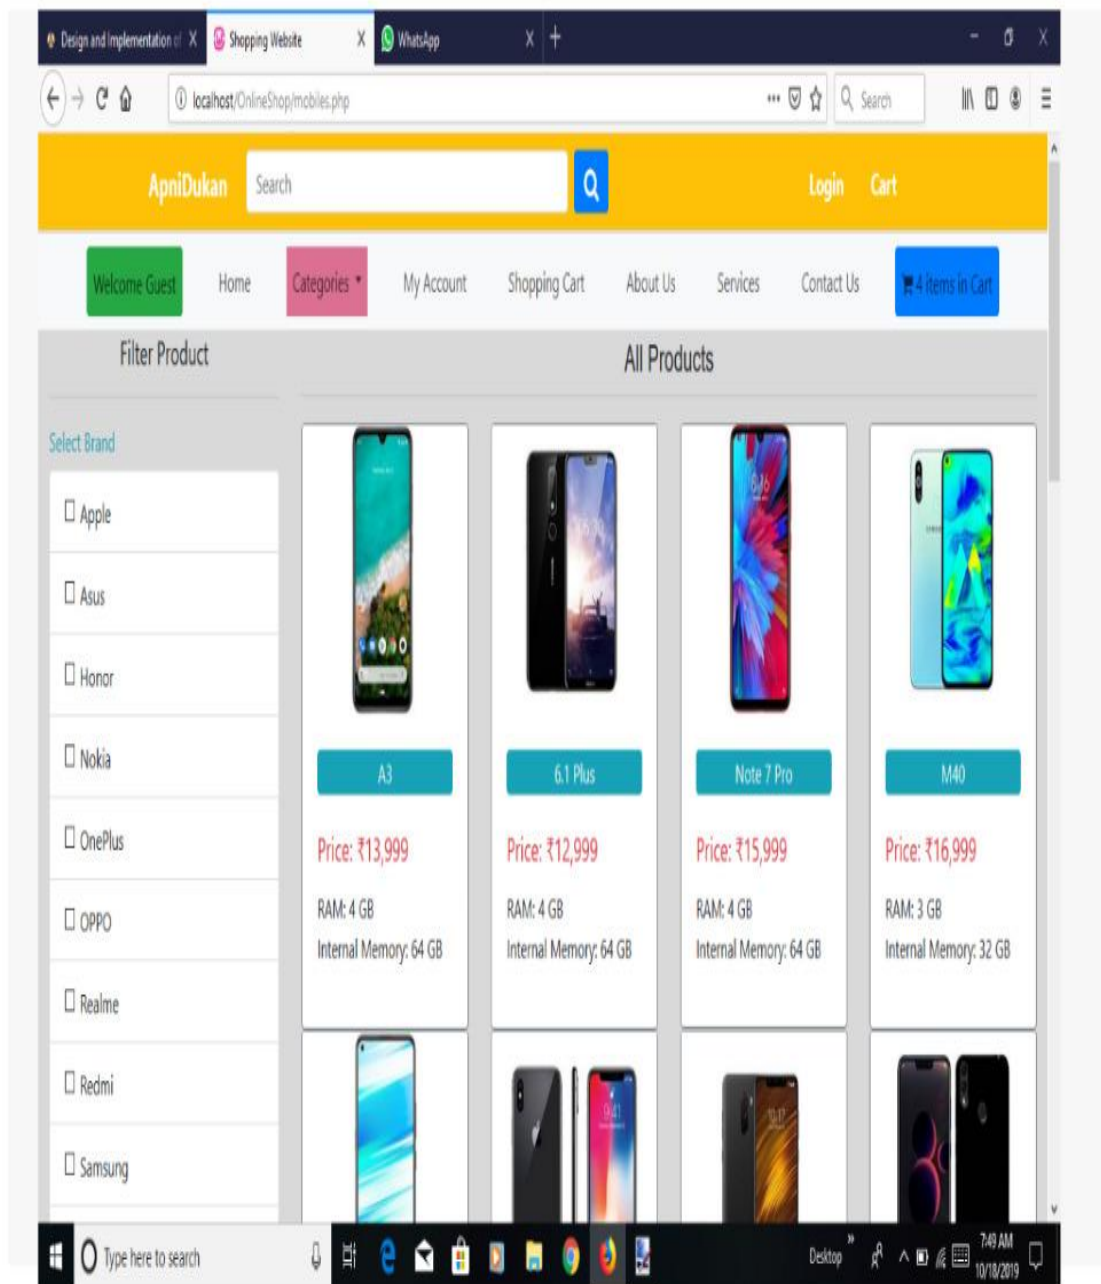 Design and Implementation of
Shopping Website
WhatsApp
localhost/OnlineShop/mobiles.php
Search
ApniDukan
Search
Login
Cart
Welcome Guest
Home
Categories
My Account
Shopping Cart
About Us
Services
Contact Us
4 items in Cart
Filter Product
All Products
Select Brand
Apple
Asus
Honor
Nokia
OnePlus
OPPO
Realme
Redmi
Samsung
A3
Price: ₹13,999
RAM: 4 GB
Internal Memory: 64 GB
6.1 Plus
Price: ₹12,999
RAM: 4 GB
Internal Memory: 64 GB
Note 7 Pro
Price: ₹15,999
RAM: 4 GB
Internal Memory: 64 GB
M40
Price: ₹16,999
RAM: 3 GB
Internal Memory: 32 GB
Type here to search
Desktop
7:49 AM
10/18/2019